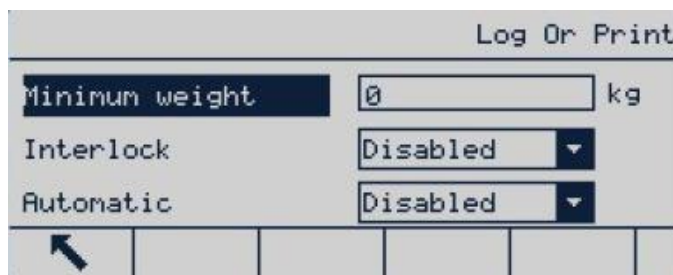 Log Or Print
Minimum weight 0 kg
Interlock Disabled
Automatic Disabled